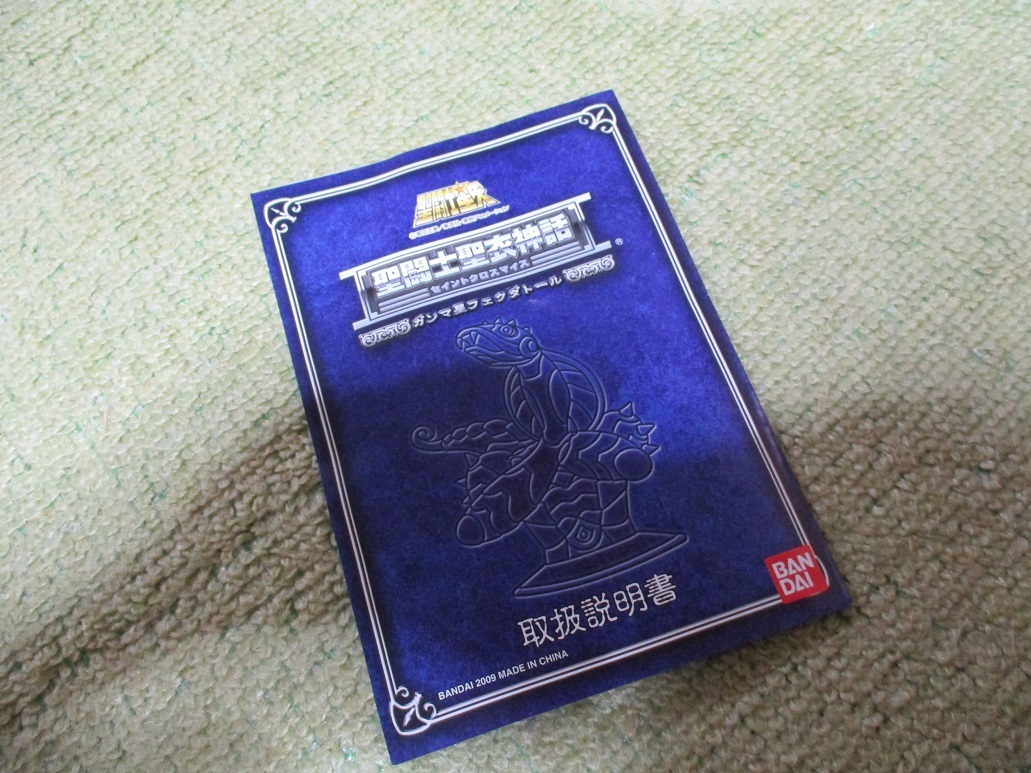 聖闘士星矢
聖闘士聖衣神話
®
セイントクロスマイス
ガンマ星フェクダトール
取扱説明書
BAN
DAI
BANDAI 2009 MADE IN CHINA